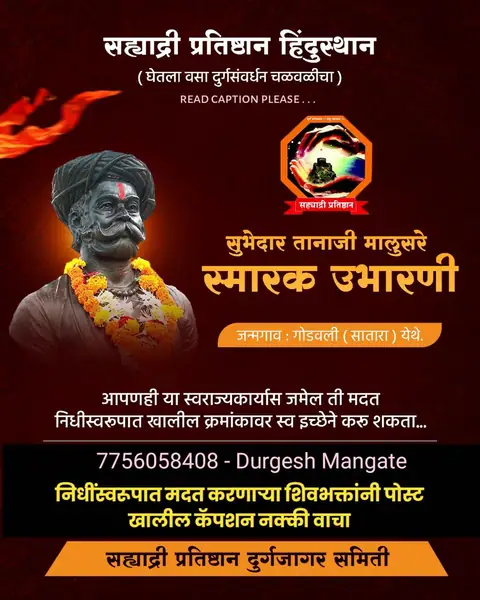 सह्याद्री प्रतिष्ठान हिंदुस्थान
( घेतला वसा दुर्गसंवर्धन चळवळीचा )
READ CAPTION PLEASE . . .
सह्याद्री प्रतिष्ठान
सुभेदार तानाजी मालुसरे
स्मारक उभारणी
जन्मगाव : गोडवली ( सातारा ) येथे.
आपणही या स्वराज्यकार्यास जमेल ती मदत
निधीस्वरूपात खालील क्रमांकावर स्व इच्छेने करू शकता...
7756058408 - Durgesh Mangate
निधींस्वरूपात मदत करणाऱ्या शिवभक्तांनी पोस्ट
खालील कॅपशन नक्की वाचा
सह्याद्री प्रतिष्ठान दुर्गजागर समिती